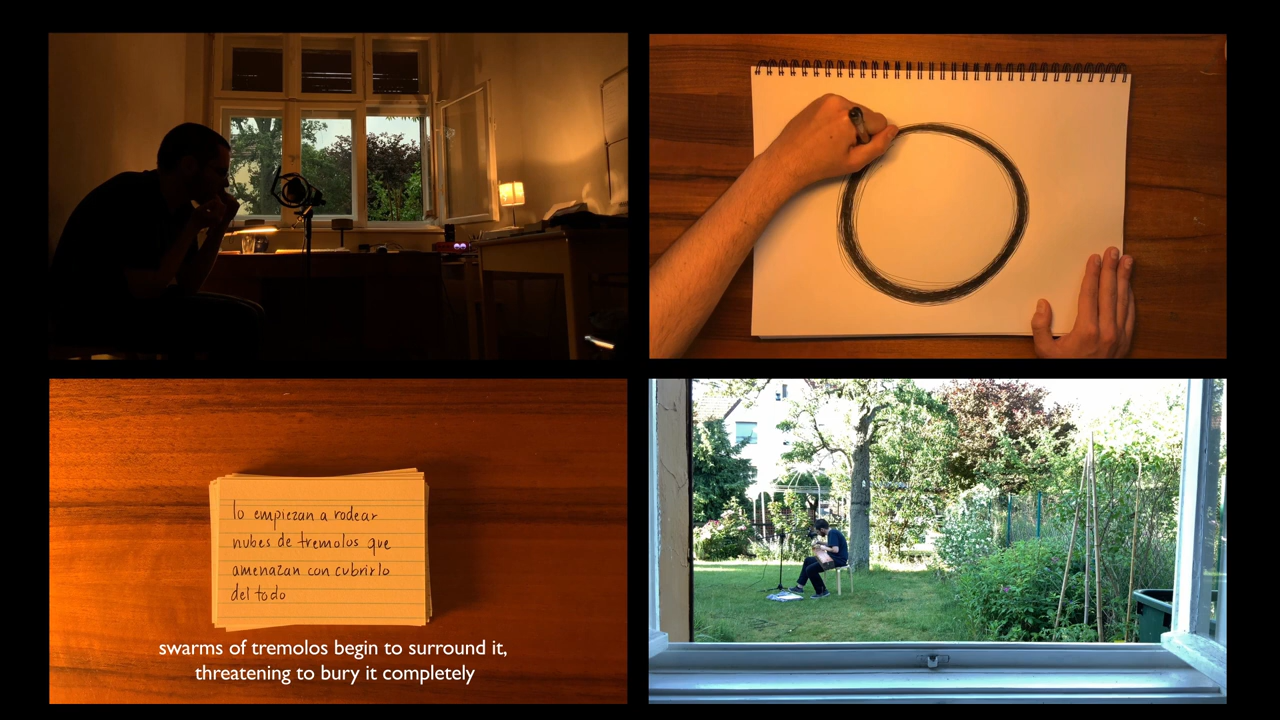 lo empiezan a rodear
nubes de tremolos que
amenazan con cubrirlo
del todo
swarms of tremolos begin to surround it,
threatening to bury it completely